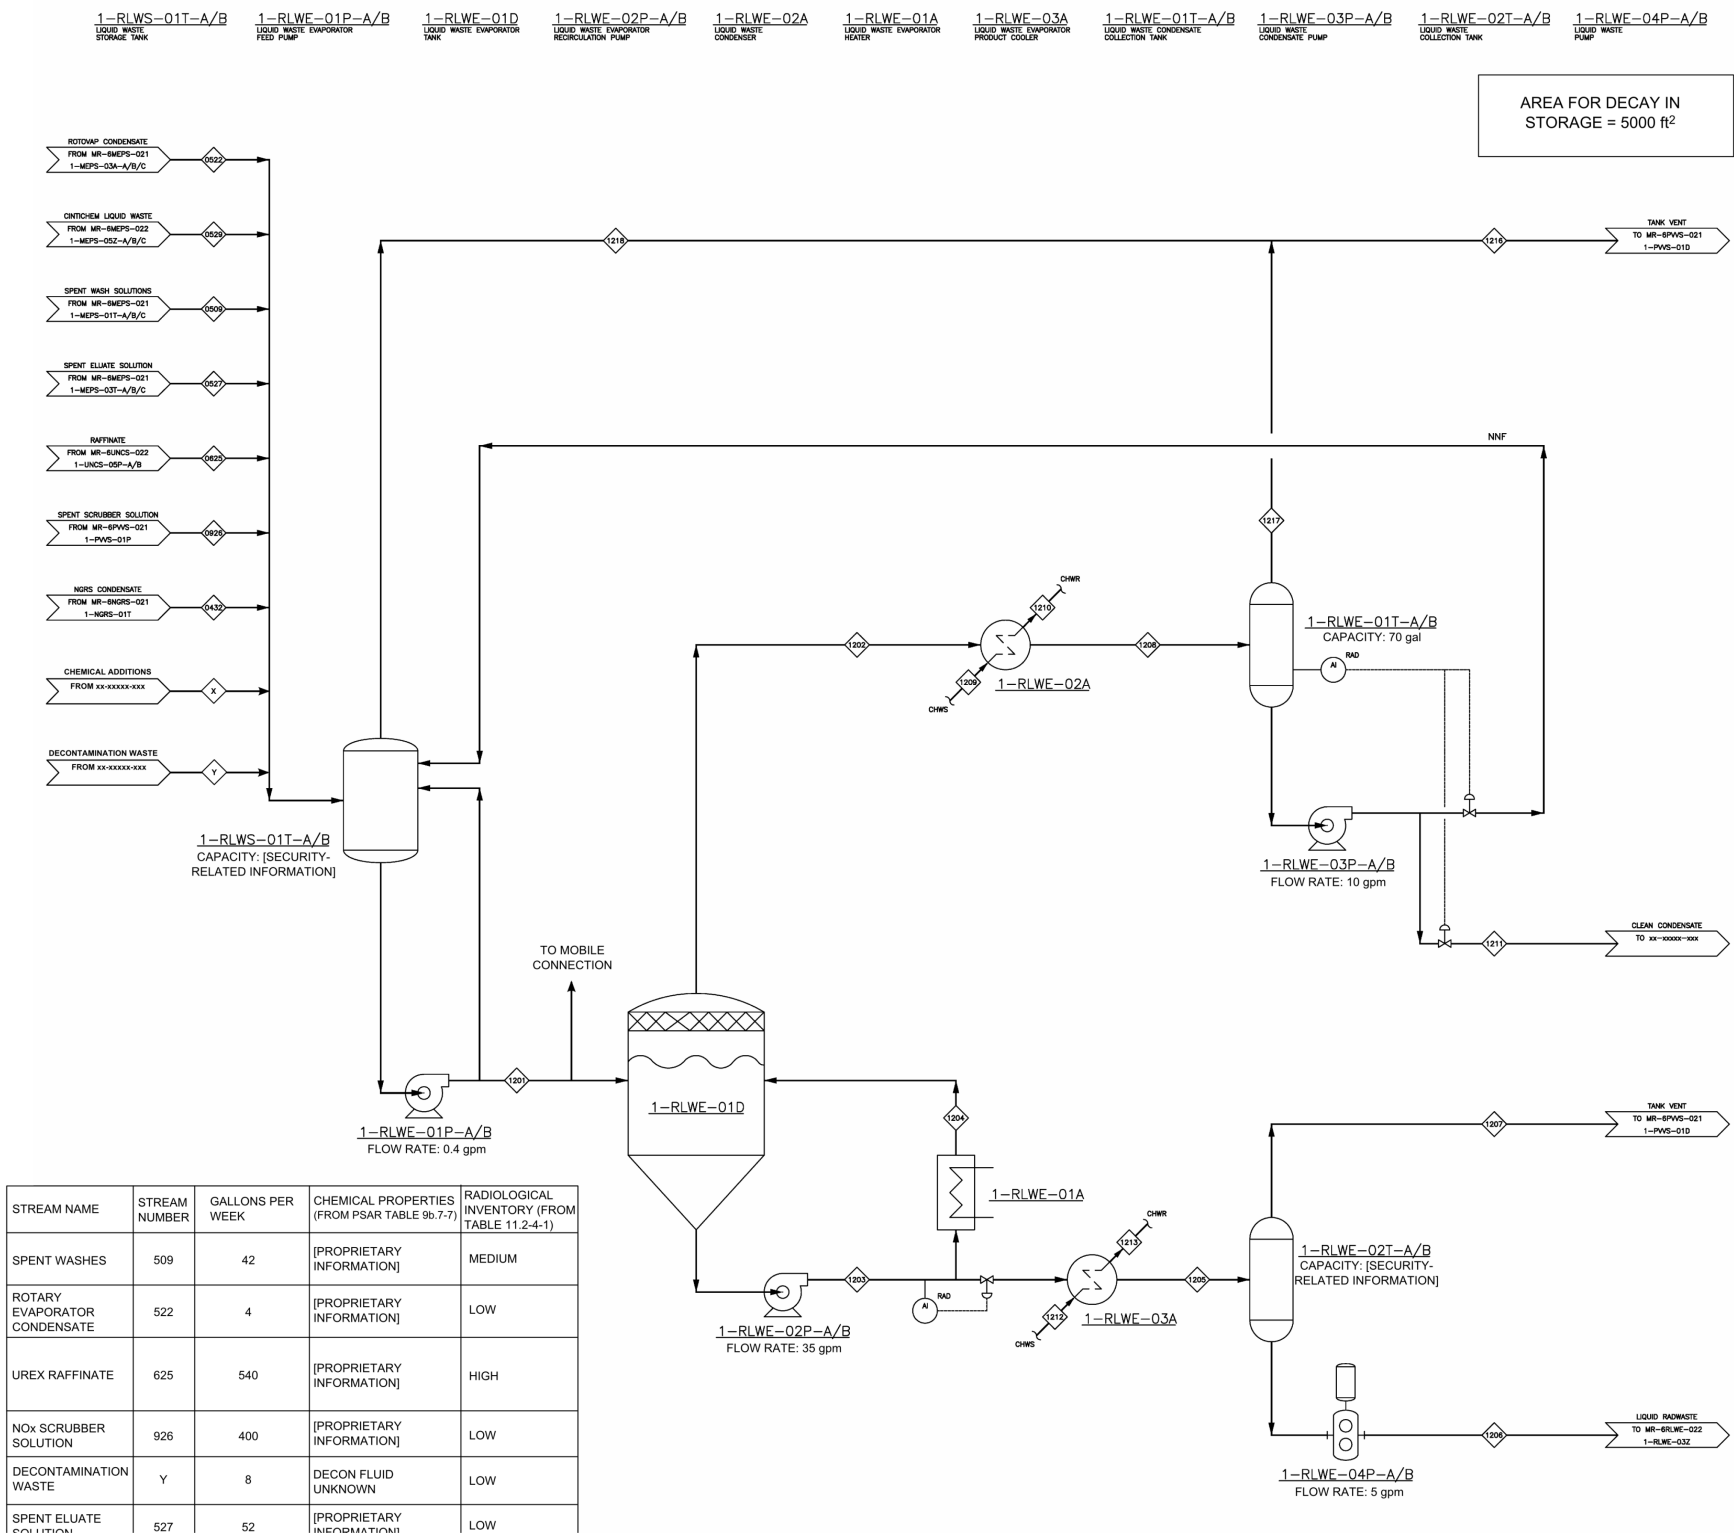 1-RLWS-01T-A/B
LIQUID WASTE
STORAGE TANK
1-RLWE-01P-A/B
LIQUID WASTE EVAPORATOR
FEED PUMP
1-RLWE-01D
LIQUID WASTE EVAPORATOR
TANK
1-RLWE-02P-A/B
LIQUID WASTE EVAPORATOR
RECIRCULATION PUMP
1-RLWE-02A
LIQUID WASTE
CONDENSER
1-RLWE-01A
LIQUID WASTE EVAPORATOR
HEATER
1-RLWE-03A
LIQUID WASTE EVAPORATOR
PRODUCT COOLER
1-RLWE-01T-A/B
LIQUID WASTE CONDENSATE
COLLECTION TANK
1-RLWE-03P-A/B
LIQUID WASTE
CONDENSATE PUMP
1-RLWE-02T-A/B
LIQUID WASTE
COLLECTION TANK
1-RLWE-04P-A/B
LIQUID WASTE
PUMP
AREA FOR DECAY IN
STORAGE = 5000 ft²
ROTOVAP CONDENSATE
FROM MR-6MEPS-021
1-MEPS-03A-A/B/C
0522
CINTICHEM LIQUID WASTE
FROM MR-6MEPS-022
1-MEPS-05Z-A/B/C
0529
SPENT WASH SOLUTIONS
FROM MR-6MEPS-021
1-MEPS-01T-A/B/C
0509
SPENT ELUATE SOLUTION
FROM MR-6MEPS-021
1-MEPS-03T-A/B/C
0527
RAFFINATE
FROM MR-6UNCS-022
1-UNCS-05P-A/B
0625
SPENT SCRUBBER SOLUTION
FROM MR-6PVVS-021
1-PVVS-01P
0926
NGRS CONDENSATE
FROM MR-6NGRS-021
1-NGRS-01T
0432
CHEMICAL ADDITIONS
FROM xx-xxxxx-xxx
X
DECONTAMINATION WASTE
FROM xx-xxxxx-xxx
Y
1218
1216
TANK VENT
TO MR-6PVVS-021
1-PVVS-01D
NNF
1217
CHWR
1210
1202
1208
1209
CHWS
1-RLWE-02A
1-RLWE-01T-A/B
CAPACITY: 70 gal
AI
RAD
1-RLWS-01T-A/B
CAPACITY: [SECURITY-
RELATED INFORMATION]
1-RLWE-03P-A/B
FLOW RATE: 10 gpm
1211
CLEAN CONDENSATE
TO xx-xxxxx-xxx
TO MOBILE
CONNECTION
1201
1-RLWE-01P-A/B
FLOW RATE: 0.4 gpm
1-RLWE-01D
1204
1-RLWE-01A
1207
TANK VENT
TO MR-6PVVS-021
1-PVVS-01D
1203
AI
RAD
CHWR
1213
1205
1212
CHWS
1-RLWE-03A
1-RLWE-02P-A/B
FLOW RATE: 35 gpm
1-RLWE-02T-A/B
CAPACITY: [SECURITY-
RELATED INFORMATION]
1206
LIQUID RADWASTE
TO MR-6RLWE-022
1-RLWE-03Z
1-RLWE-04P-A/B
FLOW RATE: 5 gpm
STREAM NAME
STREAM
NUMBER
GALLONS PER
WEEK
CHEMICAL PROPERTIES
(FROM PSAR TABLE 9b.7-7)
RADIOLOGICAL
INVENTORY (FROM
TABLE 11.2-4-1)
SPENT WASHES
509
42
[PROPRIETARY
INFORMATION]
MEDIUM
ROTARY
EVAPORATOR
CONDENSATE
522
4
[PROPRIETARY
INFORMATION]
LOW
UREX RAFFINATE
625
540
[PROPRIETARY
INFORMATION]
HIGH
NOx SCRUBBER
SOLUTION
926
400
[PROPRIETARY
INFORMATION]
LOW
DECONTAMINATION
WASTE
Y
8
DECON FLUID
UNKNOWN
LOW
SPENT ELUATE
SOLUTION
527
52
[PROPRIETARY
INFORMATION]
LOW